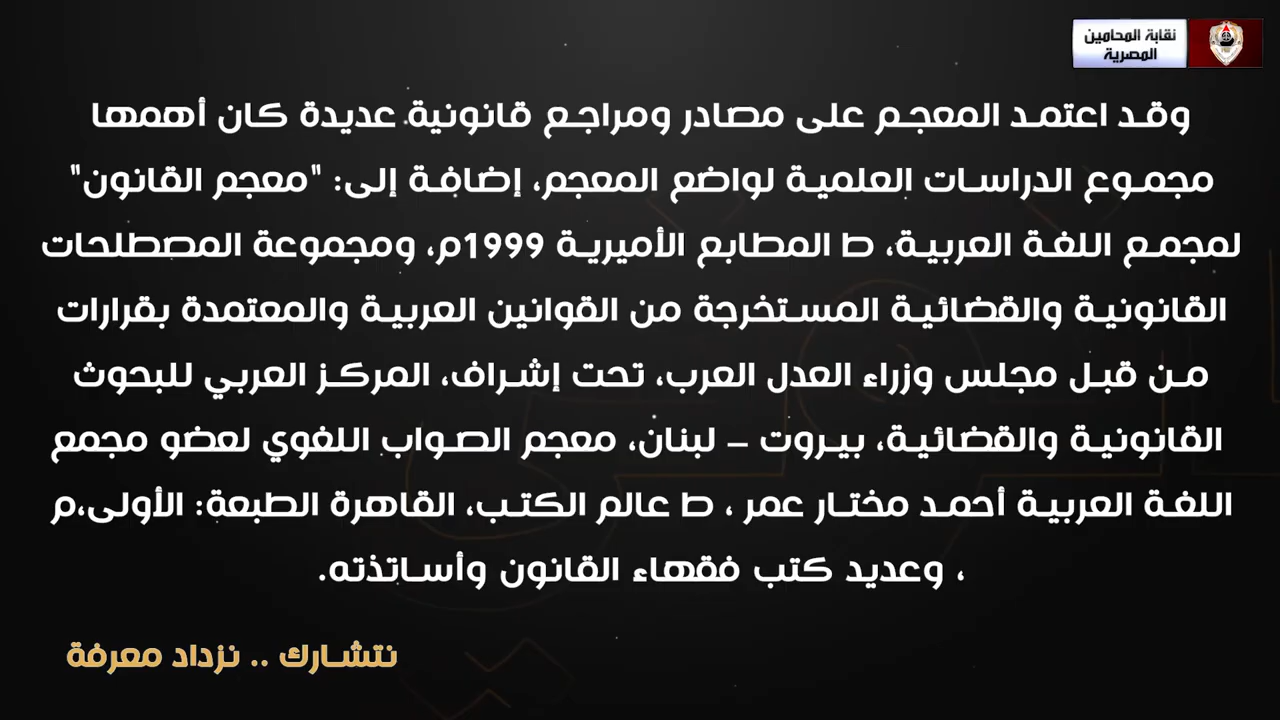 نقابة المحامين
المصرية
وقد اعتمد المعجم على مصادر ومراجع قانونية عديدة كان أهمها
مجموع الدراسات العلمية لواضع المعجم، إضافة إلى: "معجم القانون"
لمجمع اللغة العربية، ط المطابع الأميرية 1999م، ومجموعة المصطلحات
القانونية والقضائية المستخرجة من القوانين العربية والمعتمدة بقرارات
من قبل مجلس وزراء العدل العرب، تحت إشراف، المركز العربي للبحوث
القانونية والقضائية، بيروت – لبنان، معجم الصواب اللغوي لعضو مجمع
اللغة العربية أحمد مختار عمر ، ط عالم الكتب، القاهرة الطبعة: الأولى،م
، وعديد كتب فقهاء القانون وأساتذته.
نتشارك .. نزداد معرفة